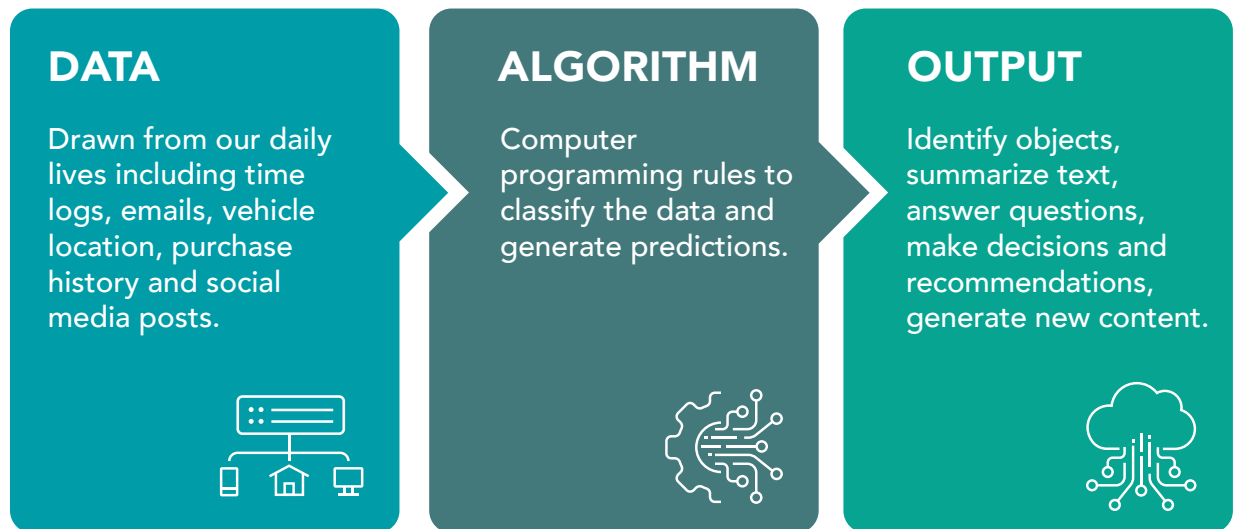 DATA
Drawn from our daily
lives including time
logs, emails, vehicle
location, purchase
history and social
media posts.
ALGORITHM
Computer
programming rules to
classify the data and
generate predictions.
OUTPUT
Identify objects,
summarize text,
answer questions,
make decisions and
recommendations,
generate new content.